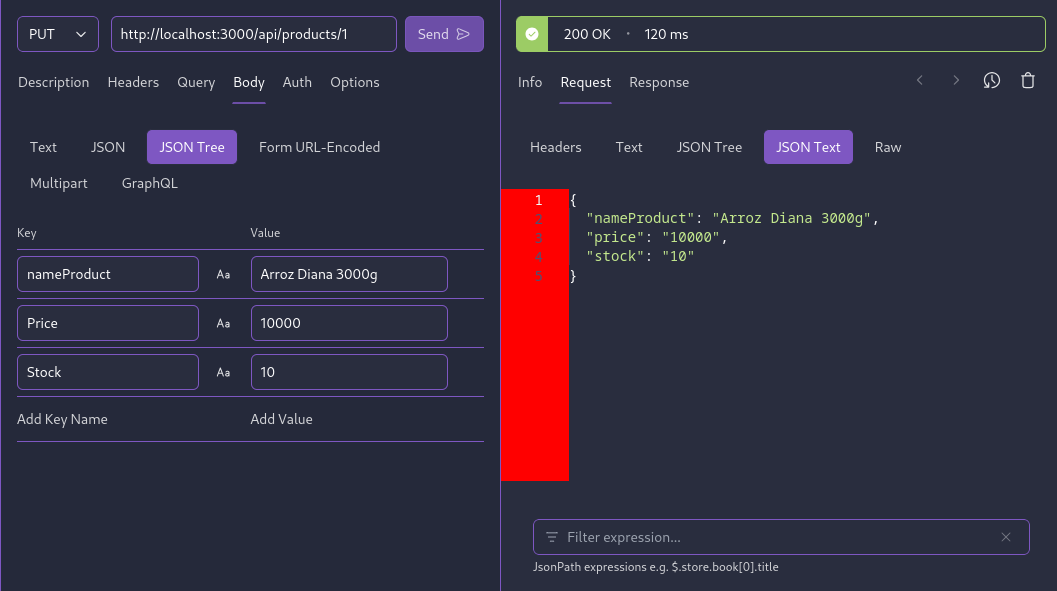 PUT
http://localhost:3000/api/products/1
Send
Description Headers Query Body Auth Options
Text JSON JSON Tree Form URL-Encoded
Multipart GraphQL
Key Value
nameProduct Aa Arroz Diana 3000g
Price Aa 10000
Stock Aa 10
Add Key Name Add Value
200 OK • 120 ms
Info Request Response
Headers Text JSON Tree JSON Text Raw
1 {
2 "nameProduct": "Arroz Diana 3000g",
3 "price": "10000",
4 "stock": "10"
5 }
Filter expression...
JsonPath expressions e.g. $.store.book[0].title